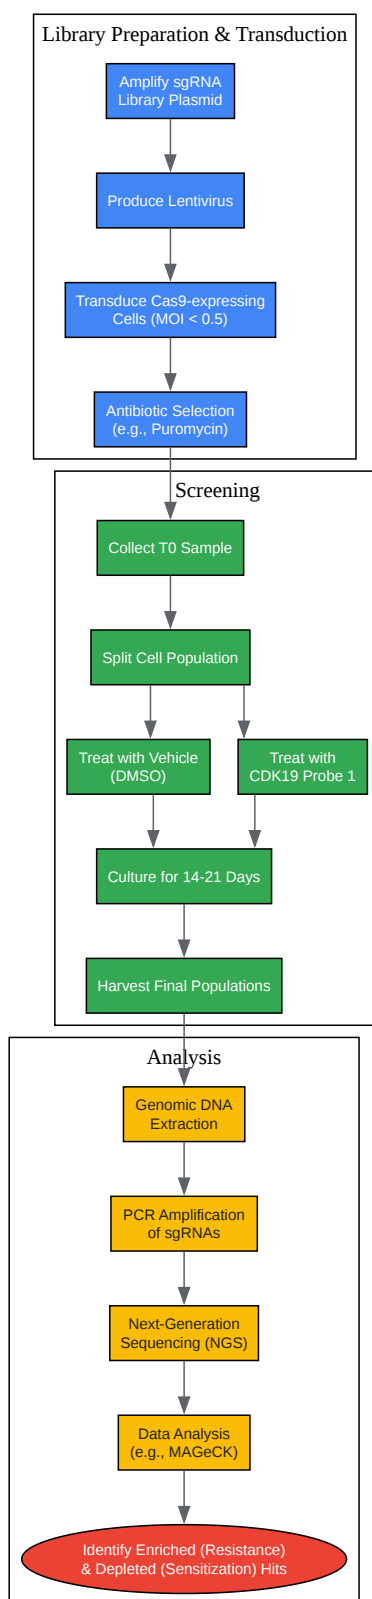 Library Preparation & Transduction
Amplify sgRNA
Library Plasmid
Produce Lentivirus
Transduce Cas9-expressing
Cells (MOI < 0.5)
Antibiotic Selection
(e.g., Puromycin)
Screening
Collect T0 Sample
Split Cell Population
Treat with Vehicle
(DMSO)
Treat with
CDK19 Probe 1
Culture for 14-21 Days
Harvest Final Populations
Analysis
Genomic DNA
Extraction
PCR Amplification
of sgRNAs
Next-Generation
Sequencing (NGS)
Data Analysis
(e.g., MAGeCK)
Identify Enriched (Resistance)
& Depleted (Sensitization) Hits